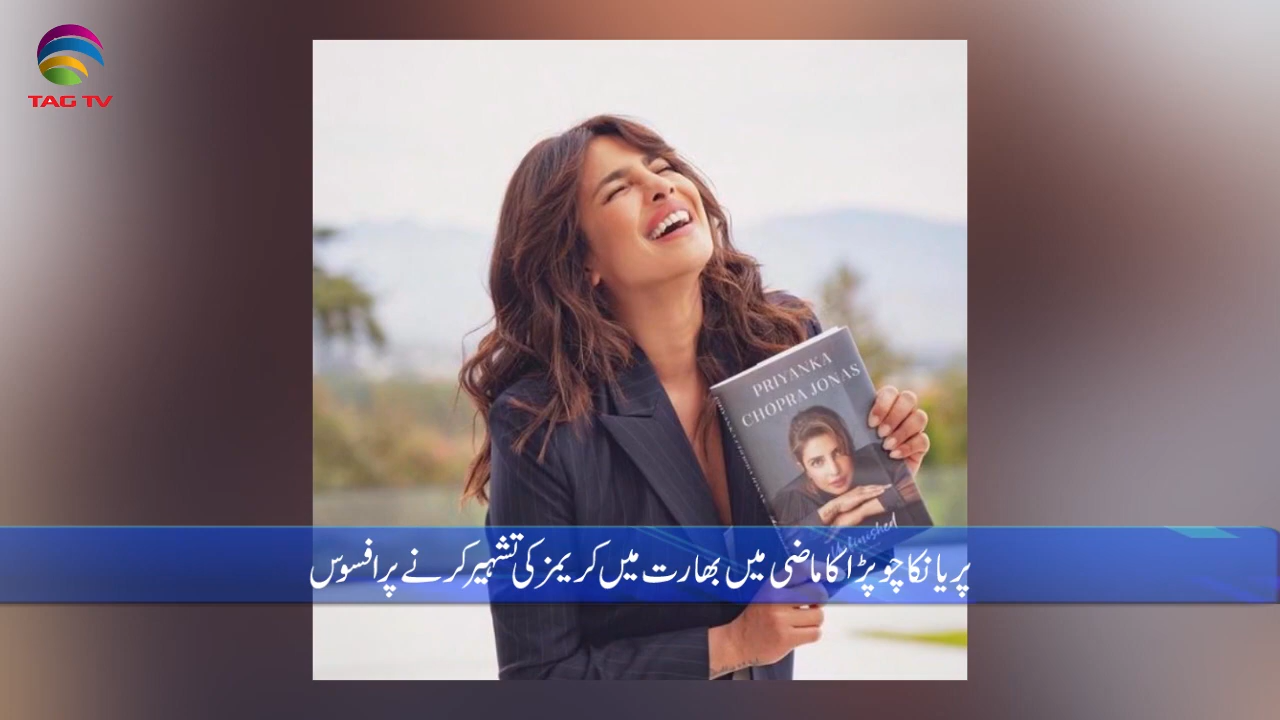 TAG TV
PRIYANKA
CHOPRA JONAS
پریانکا چوپڑا کا ماضی میں بھارت میں کریمز کی تشہیر کرنے پر افسوس